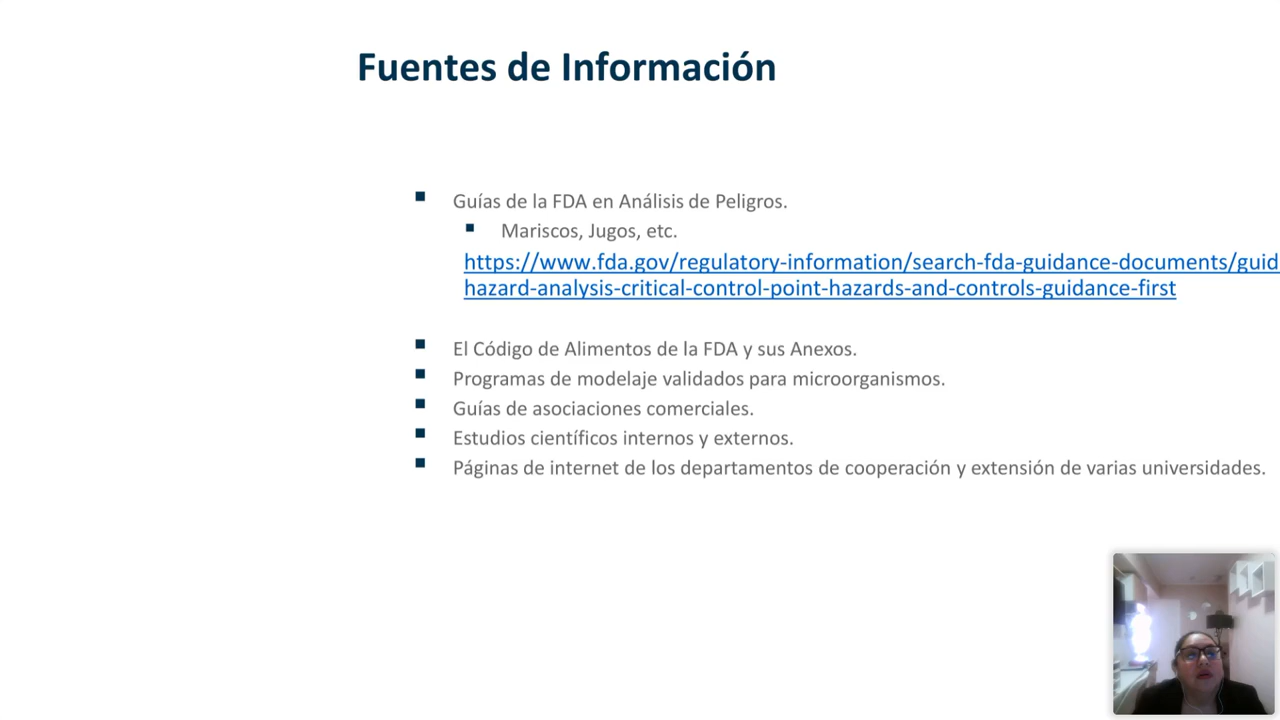 Fuentes de Información
Guías de la FDA en Análisis de Peligros.
Mariscos, Jugos, etc.
https://www.fda.gov/regulatory-information/search-fda-guidance-documents/guid
hazard-analysis-critical-control-point-hazards-and-controls-guidance-first
El Código de Alimentos de la FDA y sus Anexos.
Programas de modelaje validados para microorganismos.
Guías de asociaciones comerciales.
Estudios científicos internos y externos.
Páginas de internet de los departamentos de cooperación y extensión de varias universidades.